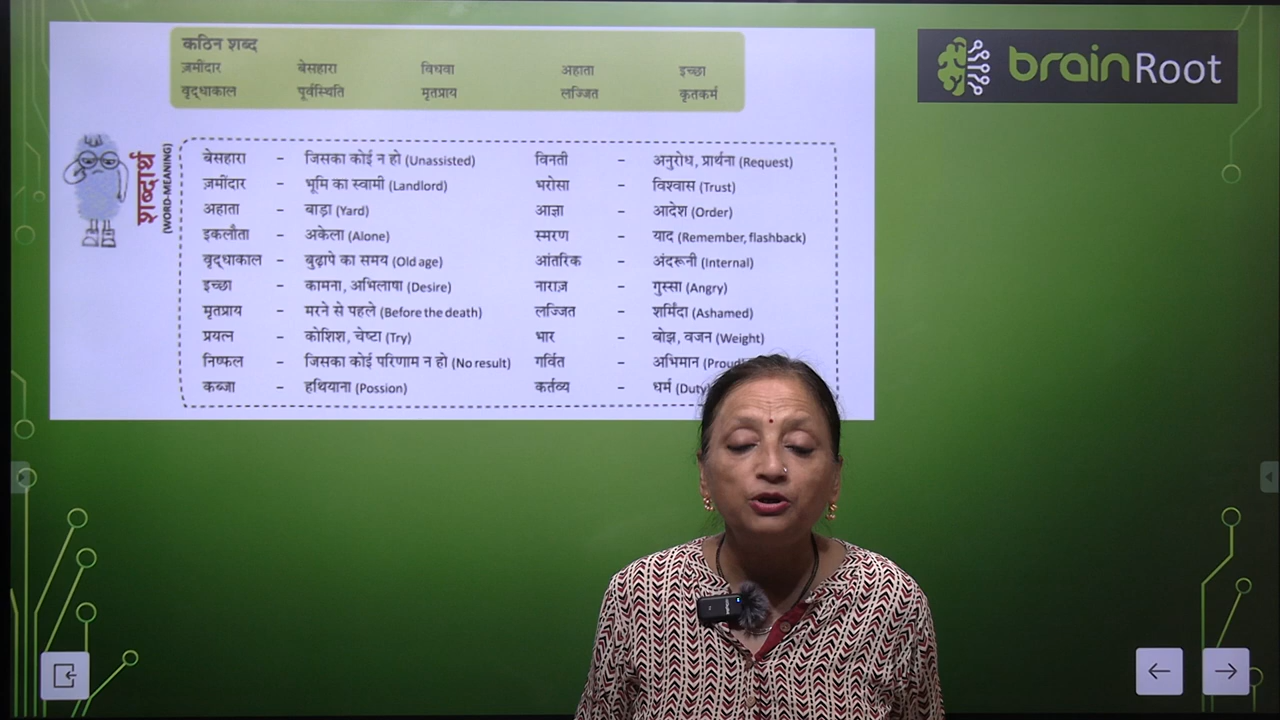 कठिन शब्द
ज़मींदार बेसहारा विधवा अहाता इच्छा
वृद्धाकाल पूर्वस्थिति मृतप्राय लज्जित कृतकर्म
brainRoot
शब्दार्थ
(WORD-MEANING)
बेसहारा – जिसका कोई न हो (Unassisted) विनती – अनुरोध, प्रार्थना (Request)
ज़मींदार – भूमि का स्वामी (Landlord) भरोसा – विश्वास (Trust)
अहाता – बाड़ा (Yard) आज्ञा – आदेश (Order)
इकलौता – अकेला (Alone) स्मरण – याद (Remember, flashback)
वृद्धाकाल – बुढ़ापे का समय (Old age) आंतरिक – अंदरूनी (Internal)
इच्छा – कामना, अभिलाषा (Desire) नाराज़ – गुस्सा (Angry)
मृतप्राय – मरने से पहले (Before the death) लज्जित – शर्मिंदा (Ashamed)
प्रयत्न – कोशिश, चेष्टा (Try) भार – बोझ, वजन (Weight)
निष्फल – जिसका कोई परिणाम न हो (No result) गर्वित – अभिमान (Proud
कब्जा – हथियाना (Possion) कर्तव्य – धर्म (Duty)